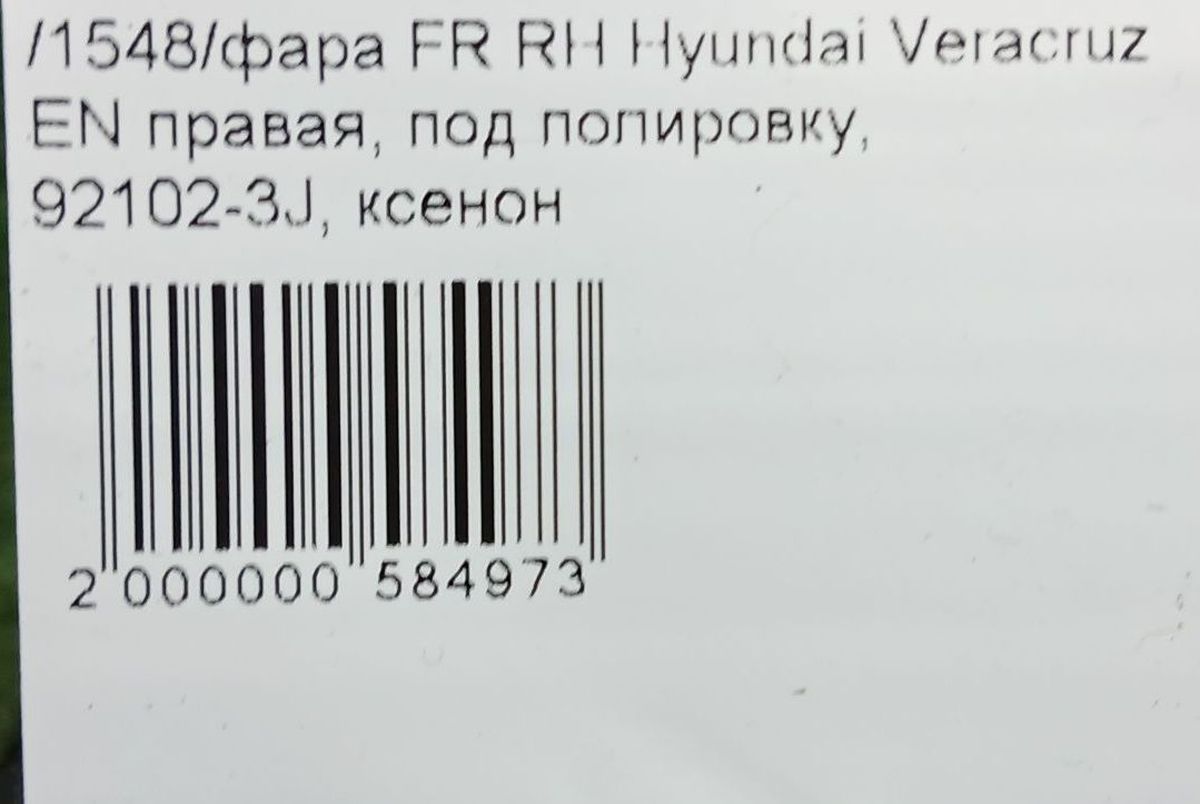 /1548/фара FR RH Hyundai Veracruz
EN правая, под полировку,
92102-3J, ксенон
2 000000 584973